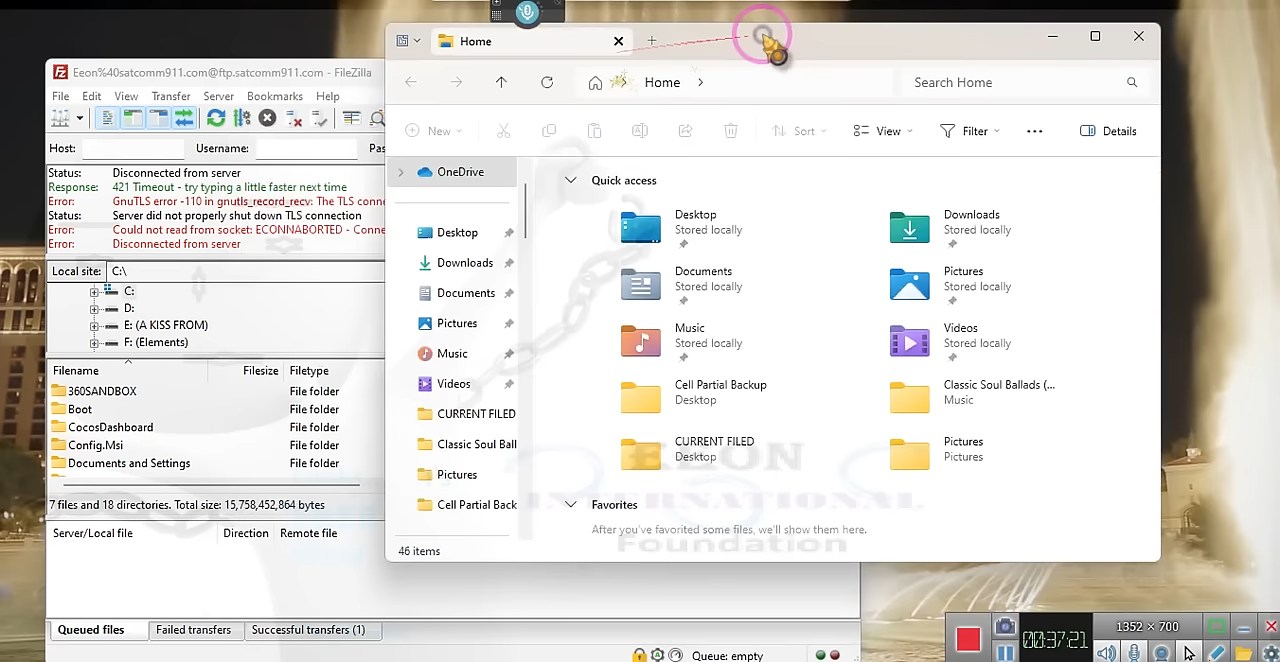 Home
Eeon%40satcomm911.com@ftp.satcomm911.com - FileZilla
File Edit View Transfer Server Bookmarks Help
Host: Username: Pas
Status: Disconnected from server
Response: 421 Timeout - try typing a little faster next time
Error: GnuTLS error -110 in gnutls_record_recv: The TLS conne
Status: Server did not properly shut down TLS connection
Error: Could not read from socket: ECONNABORTED - Conne
Error: Disconnected from server
Local site: C:\
C:
D:
E: (A KISS FROM)
F: (Elements)
Filename Filesize Filetype
360SANDBOX File folder
Boot File folder
CocosDashboard File folder
Config.Msi File folder
Documents and Settings File folder
7 files and 18 directories. Total size: 15,758,452,864 bytes
Server/Local file Direction Remote file
Queued files Failed transfers Successful transfers (1)
Queue: empty
Home
Search Home
New Sort View Filter Details
OneDrive
Desktop
Downloads
Documents
Pictures
Music
Videos
CURRENT FILED
Classic Soul Ball
Pictures
Cell Partial Back
46 items
Quick access
Desktop
Stored locally
Downloads
Stored locally
Documents
Stored locally
Pictures
Stored locally
Music
Stored locally
Videos
Stored locally
Cell Partial Backup
Desktop
Classic Soul Ballads (...
Music
CURRENT FILED
Desktop
Pictures
Pictures
Favorites
After you've favorited some files, we'll show them here.
EEON
INTERNATIONAL
Foundation
1352 × 700
00:37:21